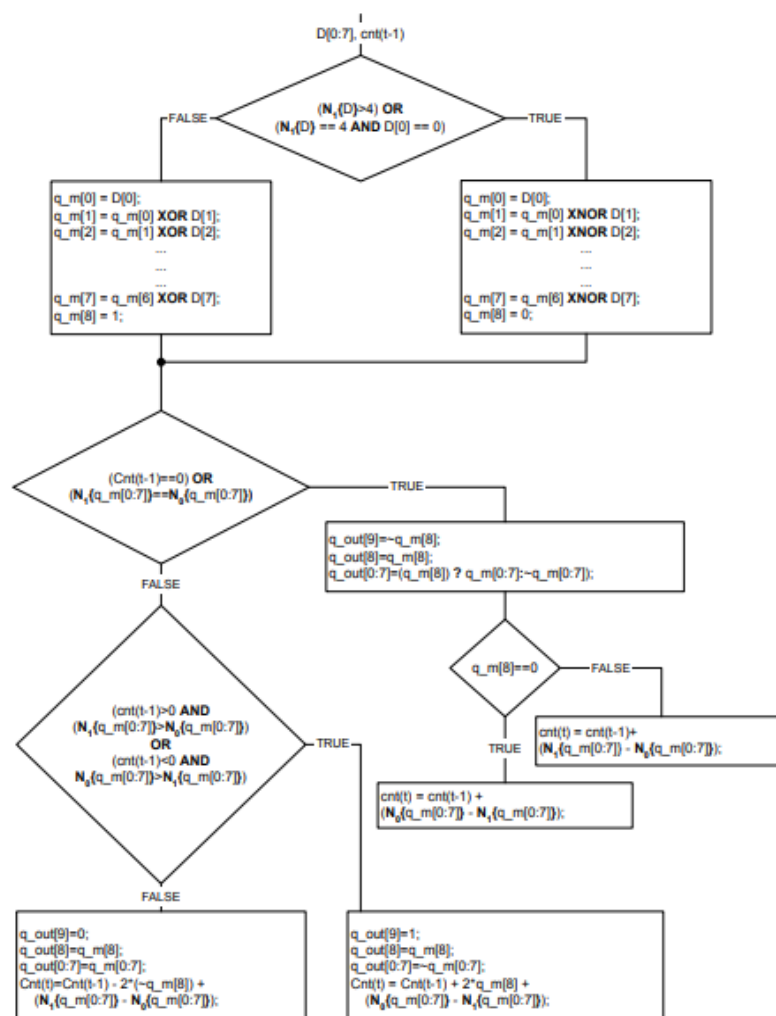 D[0:7], cnt(t-1)
(N₁{D}>4) OR
(N₁{D} == 4 AND D[0] == 0)
FALSE
TRUE
q_m[0] = D[0];
q_m[1] = q_m[0] XOR D[1];
q_m[2] = q_m[1] XOR D[2];
...
...
...
q_m[7] = q_m[6] XOR D[7];
q_m[8] = 1;
q_m[0] = D[0];
q_m[1] = q_m[0] XNOR D[1];
q_m[2] = q_m[1] XNOR D[2];
...
...
...
q_m[7] = q_m[6] XNOR D[7];
q_m[8] = 0;
(Cnt(t-1)==0) OR
(N₁{q_m[0:7]}==N₀{q_m[0:7]})
TRUE
FALSE
q_out[9]=~q_m[8];
q_out[8]=q_m[8];
q_out[0:7]=(q_m[8]) ? q_m[0:7]:~q_m[0:7]);
q_m[8]==0
FALSE
TRUE
cnt(t) = cnt(t-1)+
(N₁{q_m[0:7]} - N₀{q_m[0:7]});
cnt(t) = cnt(t-1) +
(N₀{q_m[0:7]} - N₁{q_m[0:7]});
(cnt(t-1)>0 AND
(N₁{q_m[0:7]}>N₀{q_m[0:7]})
OR
(cnt(t-1)<0 AND
N₀{q_m[0:7]}>N₁{q_m[0:7]})
TRUE
FALSE
q_out[9]=0;
q_out[8]=q_m[8];
q_out[0:7]=q_m[0:7];
Cnt(t)=Cnt(t-1) - 2*(~q_m[8]) +
(N₁{q_m[0:7]} - N₀{q_m[0:7]});
q_out[9]=1;
q_out[8]=q_m[8];
q_out[0:7]=~q_m[0:7];
Cnt(t) = Cnt(t-1) + 2*q_m[8] +
(N₀{q_m[0:7]} - N₁{q_m[0:7]});